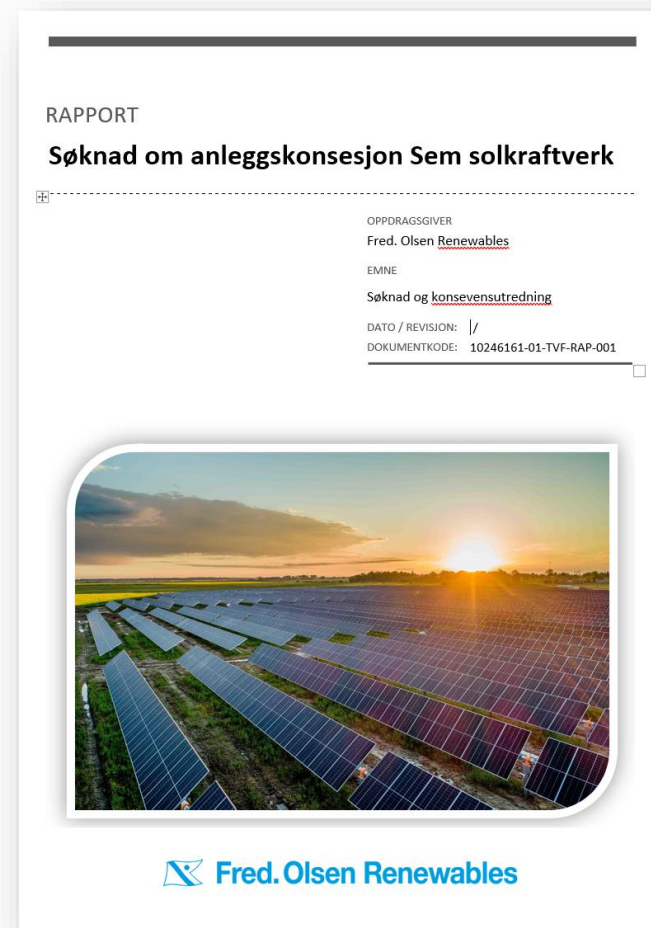 RAPPORT
Søknad om anleggskonsesjon Sem solkraftverk
OPPDRAGSGIVER
Fred. Olsen Renewables
EMNE
Søknad og konsevensutredning
DATO / REVISJON: /
DOKUMENTKODE: 10246161-01-TVF-RAP-001
Fred. Olsen Renewables